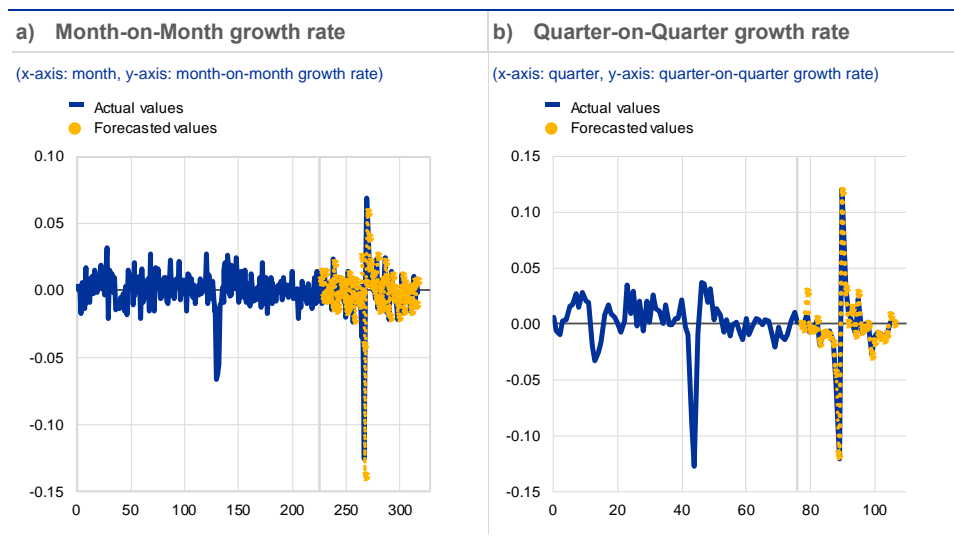 a) Month-on-Month growth rate
(x-axis: month, y-axis: month-on-month growth rate)
Actual values
Forecasted values
0.10
0.05
0.00
-0.05
-0.10
-0.15
0 50 100 150 200 250 300
b) Quarter-on-Quarter growth rate
(x-axis: quarter, y-axis: quarter-on-quarter growth rate)
Actual values
Forecasted values
0.15
0.10
0.05
0.00
-0.05
-0.10
-0.15
0 20 40 60 80 100